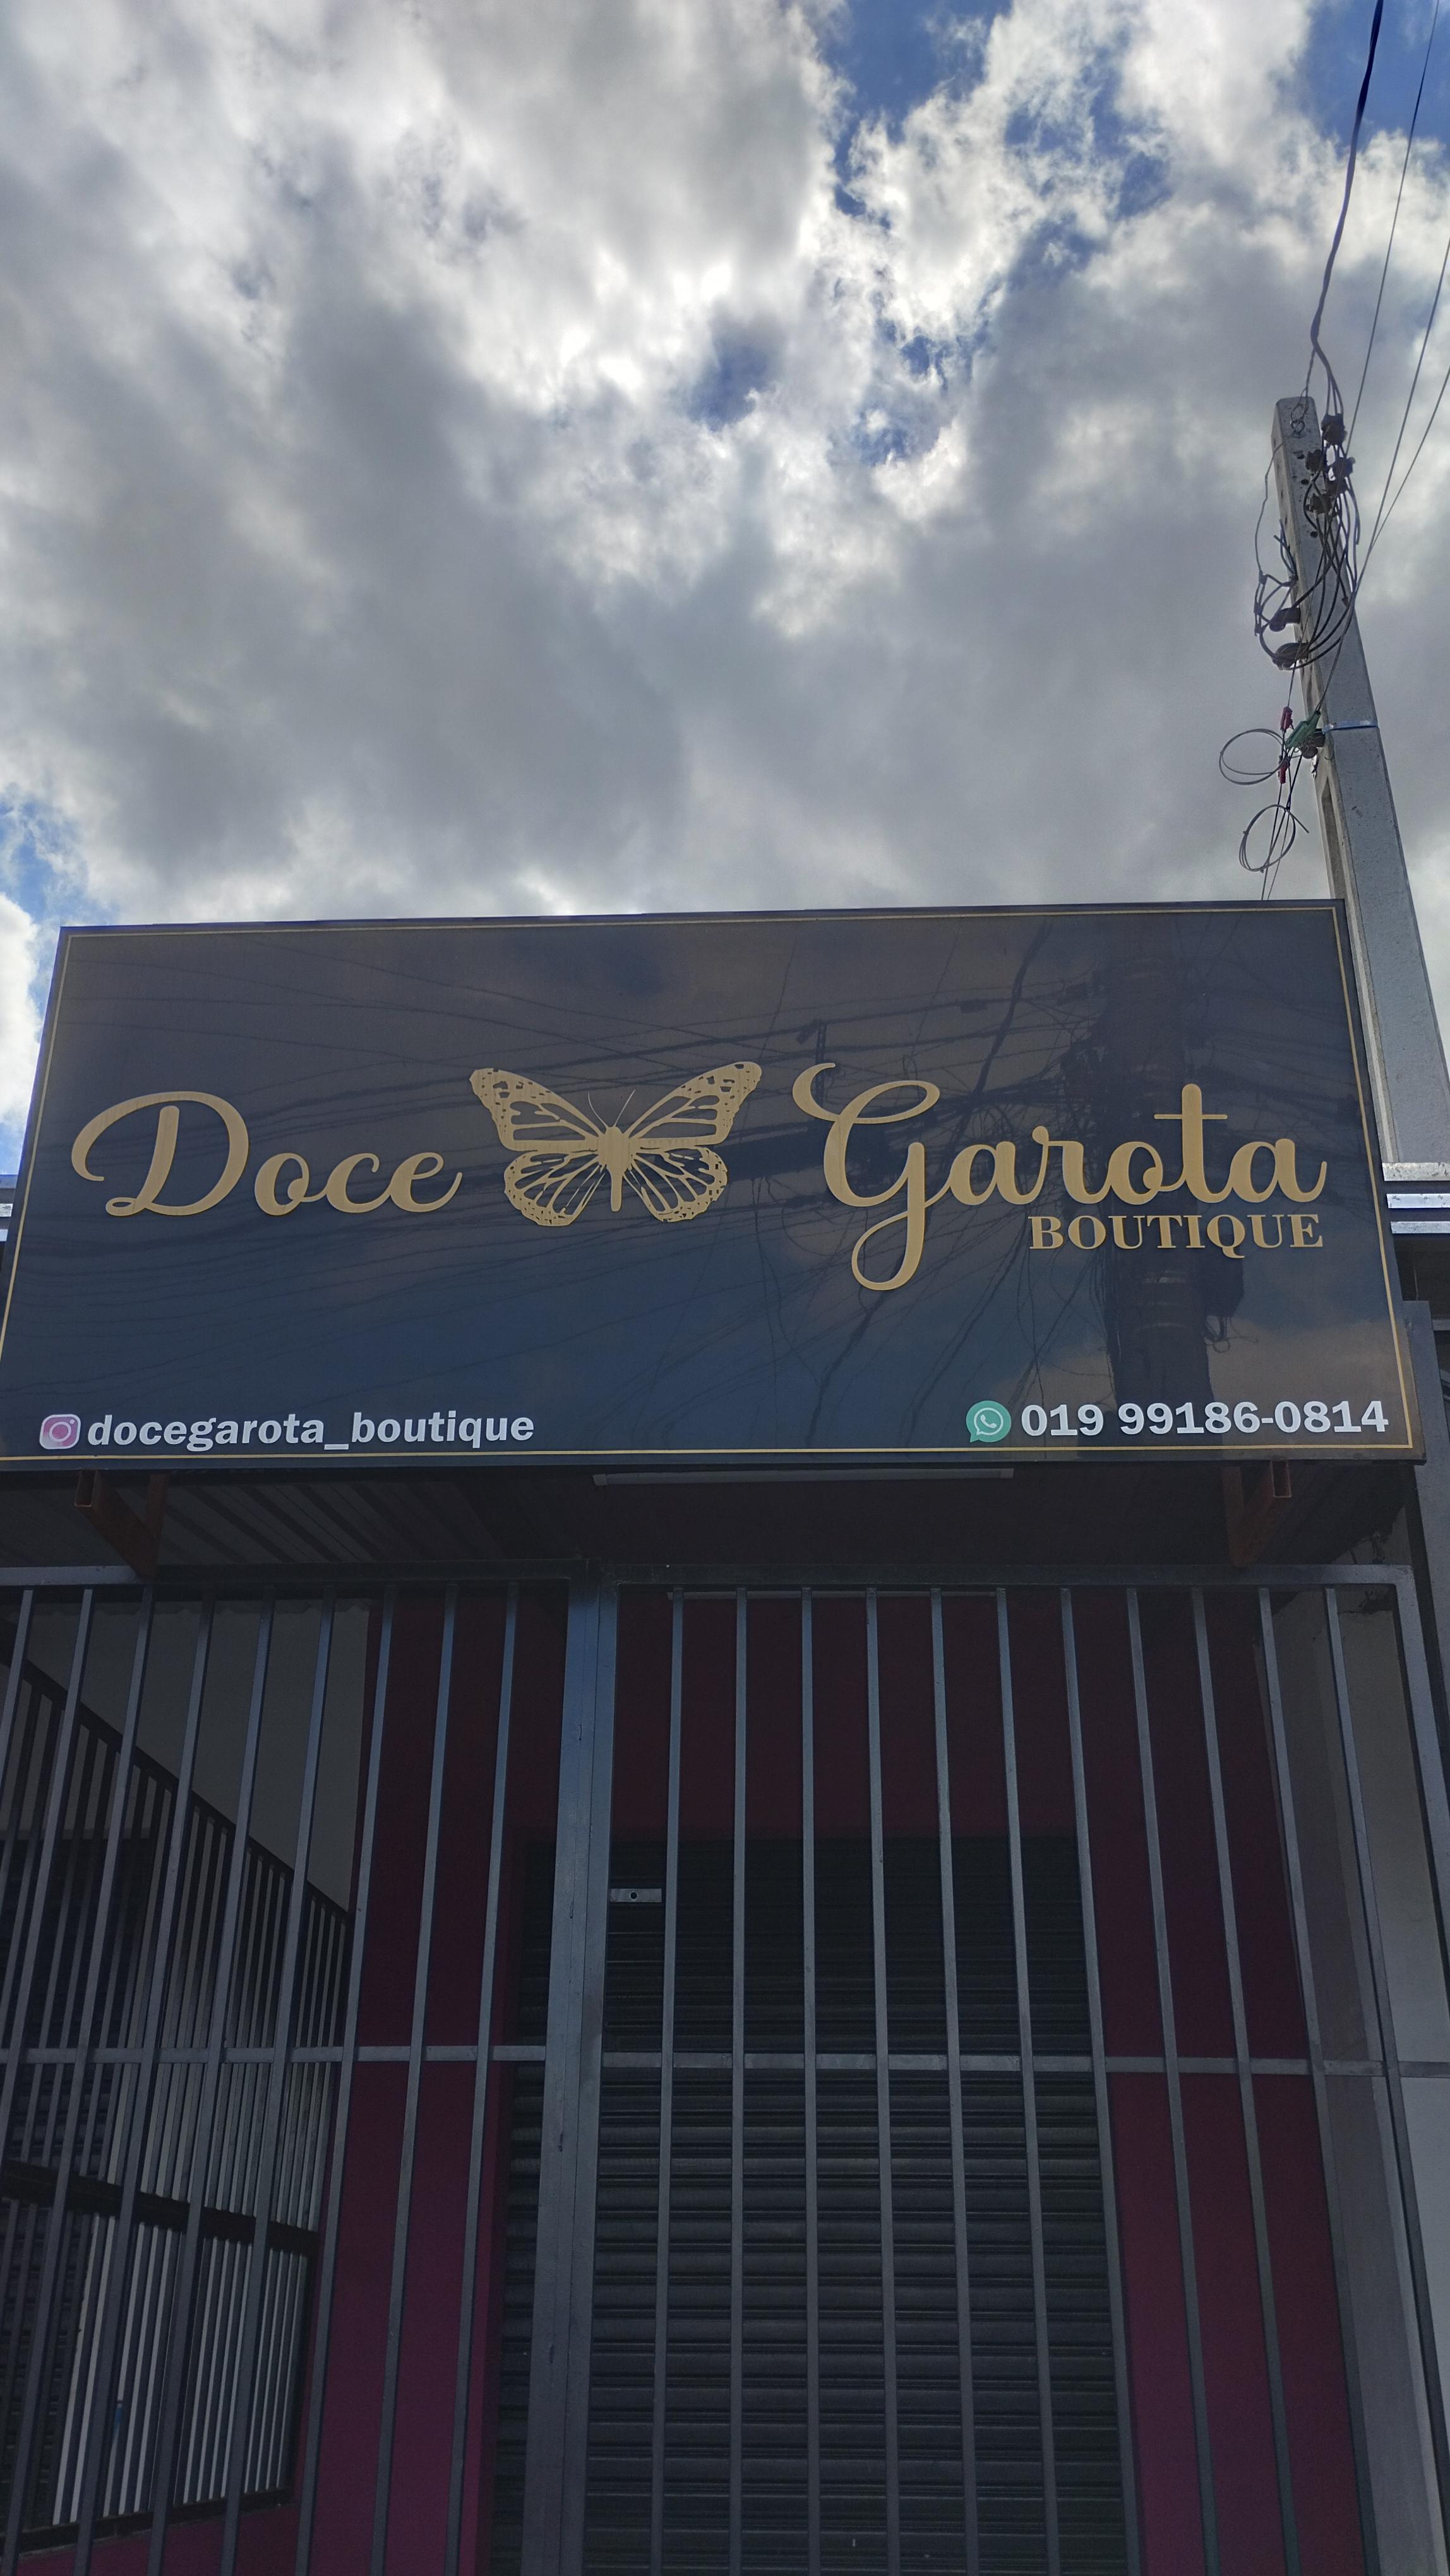 Doce Garota
BOUTIQUE
docegarota_boutique
019 99186-0814